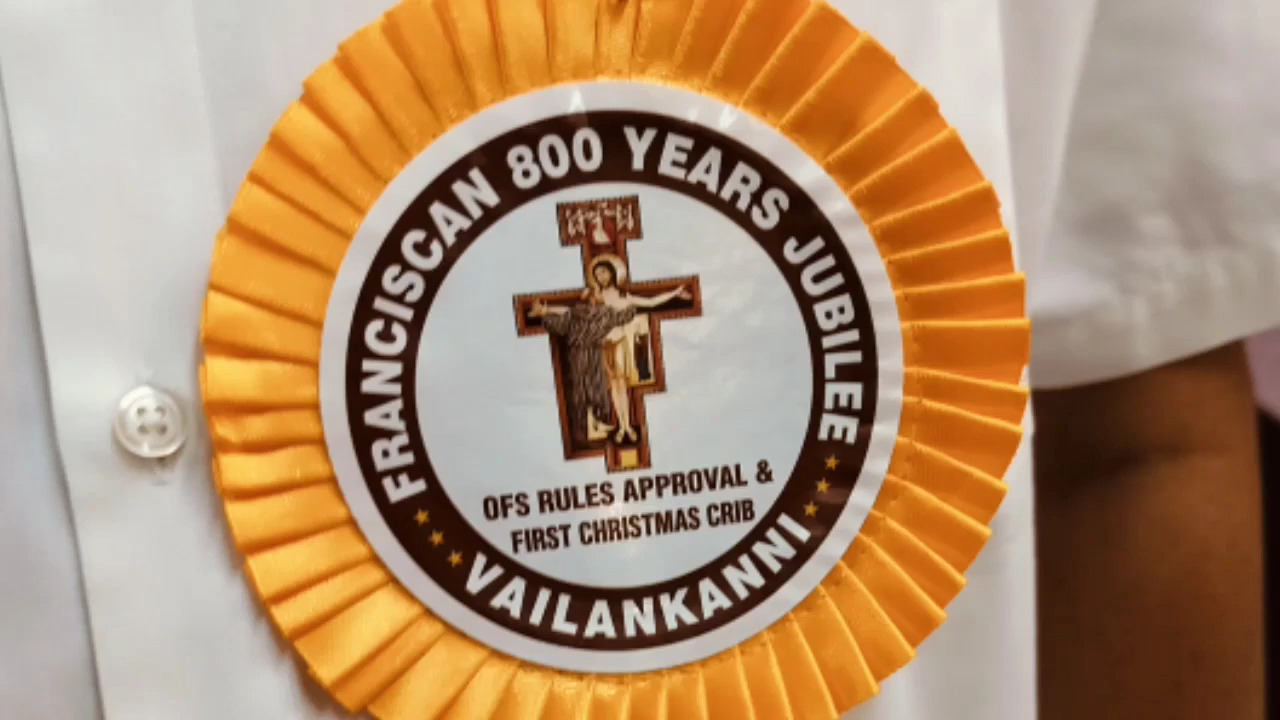 FRANCISCAN 800 YEARS JUBILEE
OFS RULES APPROVAL &
FIRST CHRISTMAS CRIB
VAILANKANNI